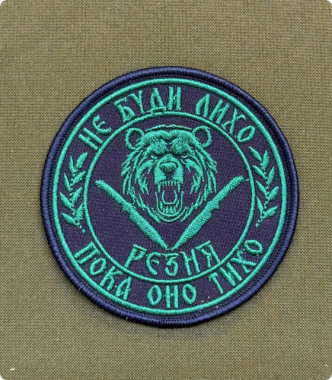 НЕ БУДИ ЛИХО
РЕЗНЯ
ПОКА ОНО ТИХО